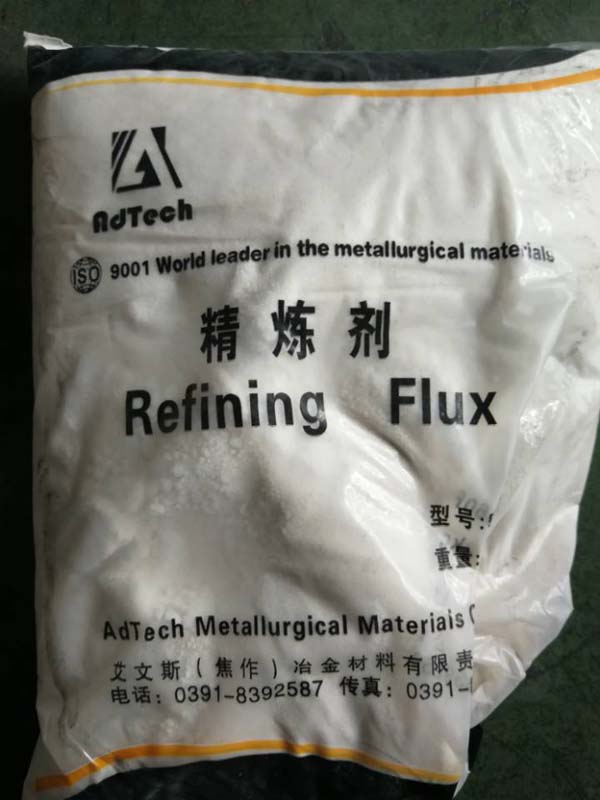 AdTech
ISO 9001 World leader in the metallurgical materials
精炼剂
Refining Flux
型号:
重量:
AdTech Metallurgical Materials
艾文斯(焦作)冶金材料有限责
电话: 0391-8392587 传真: 0391-